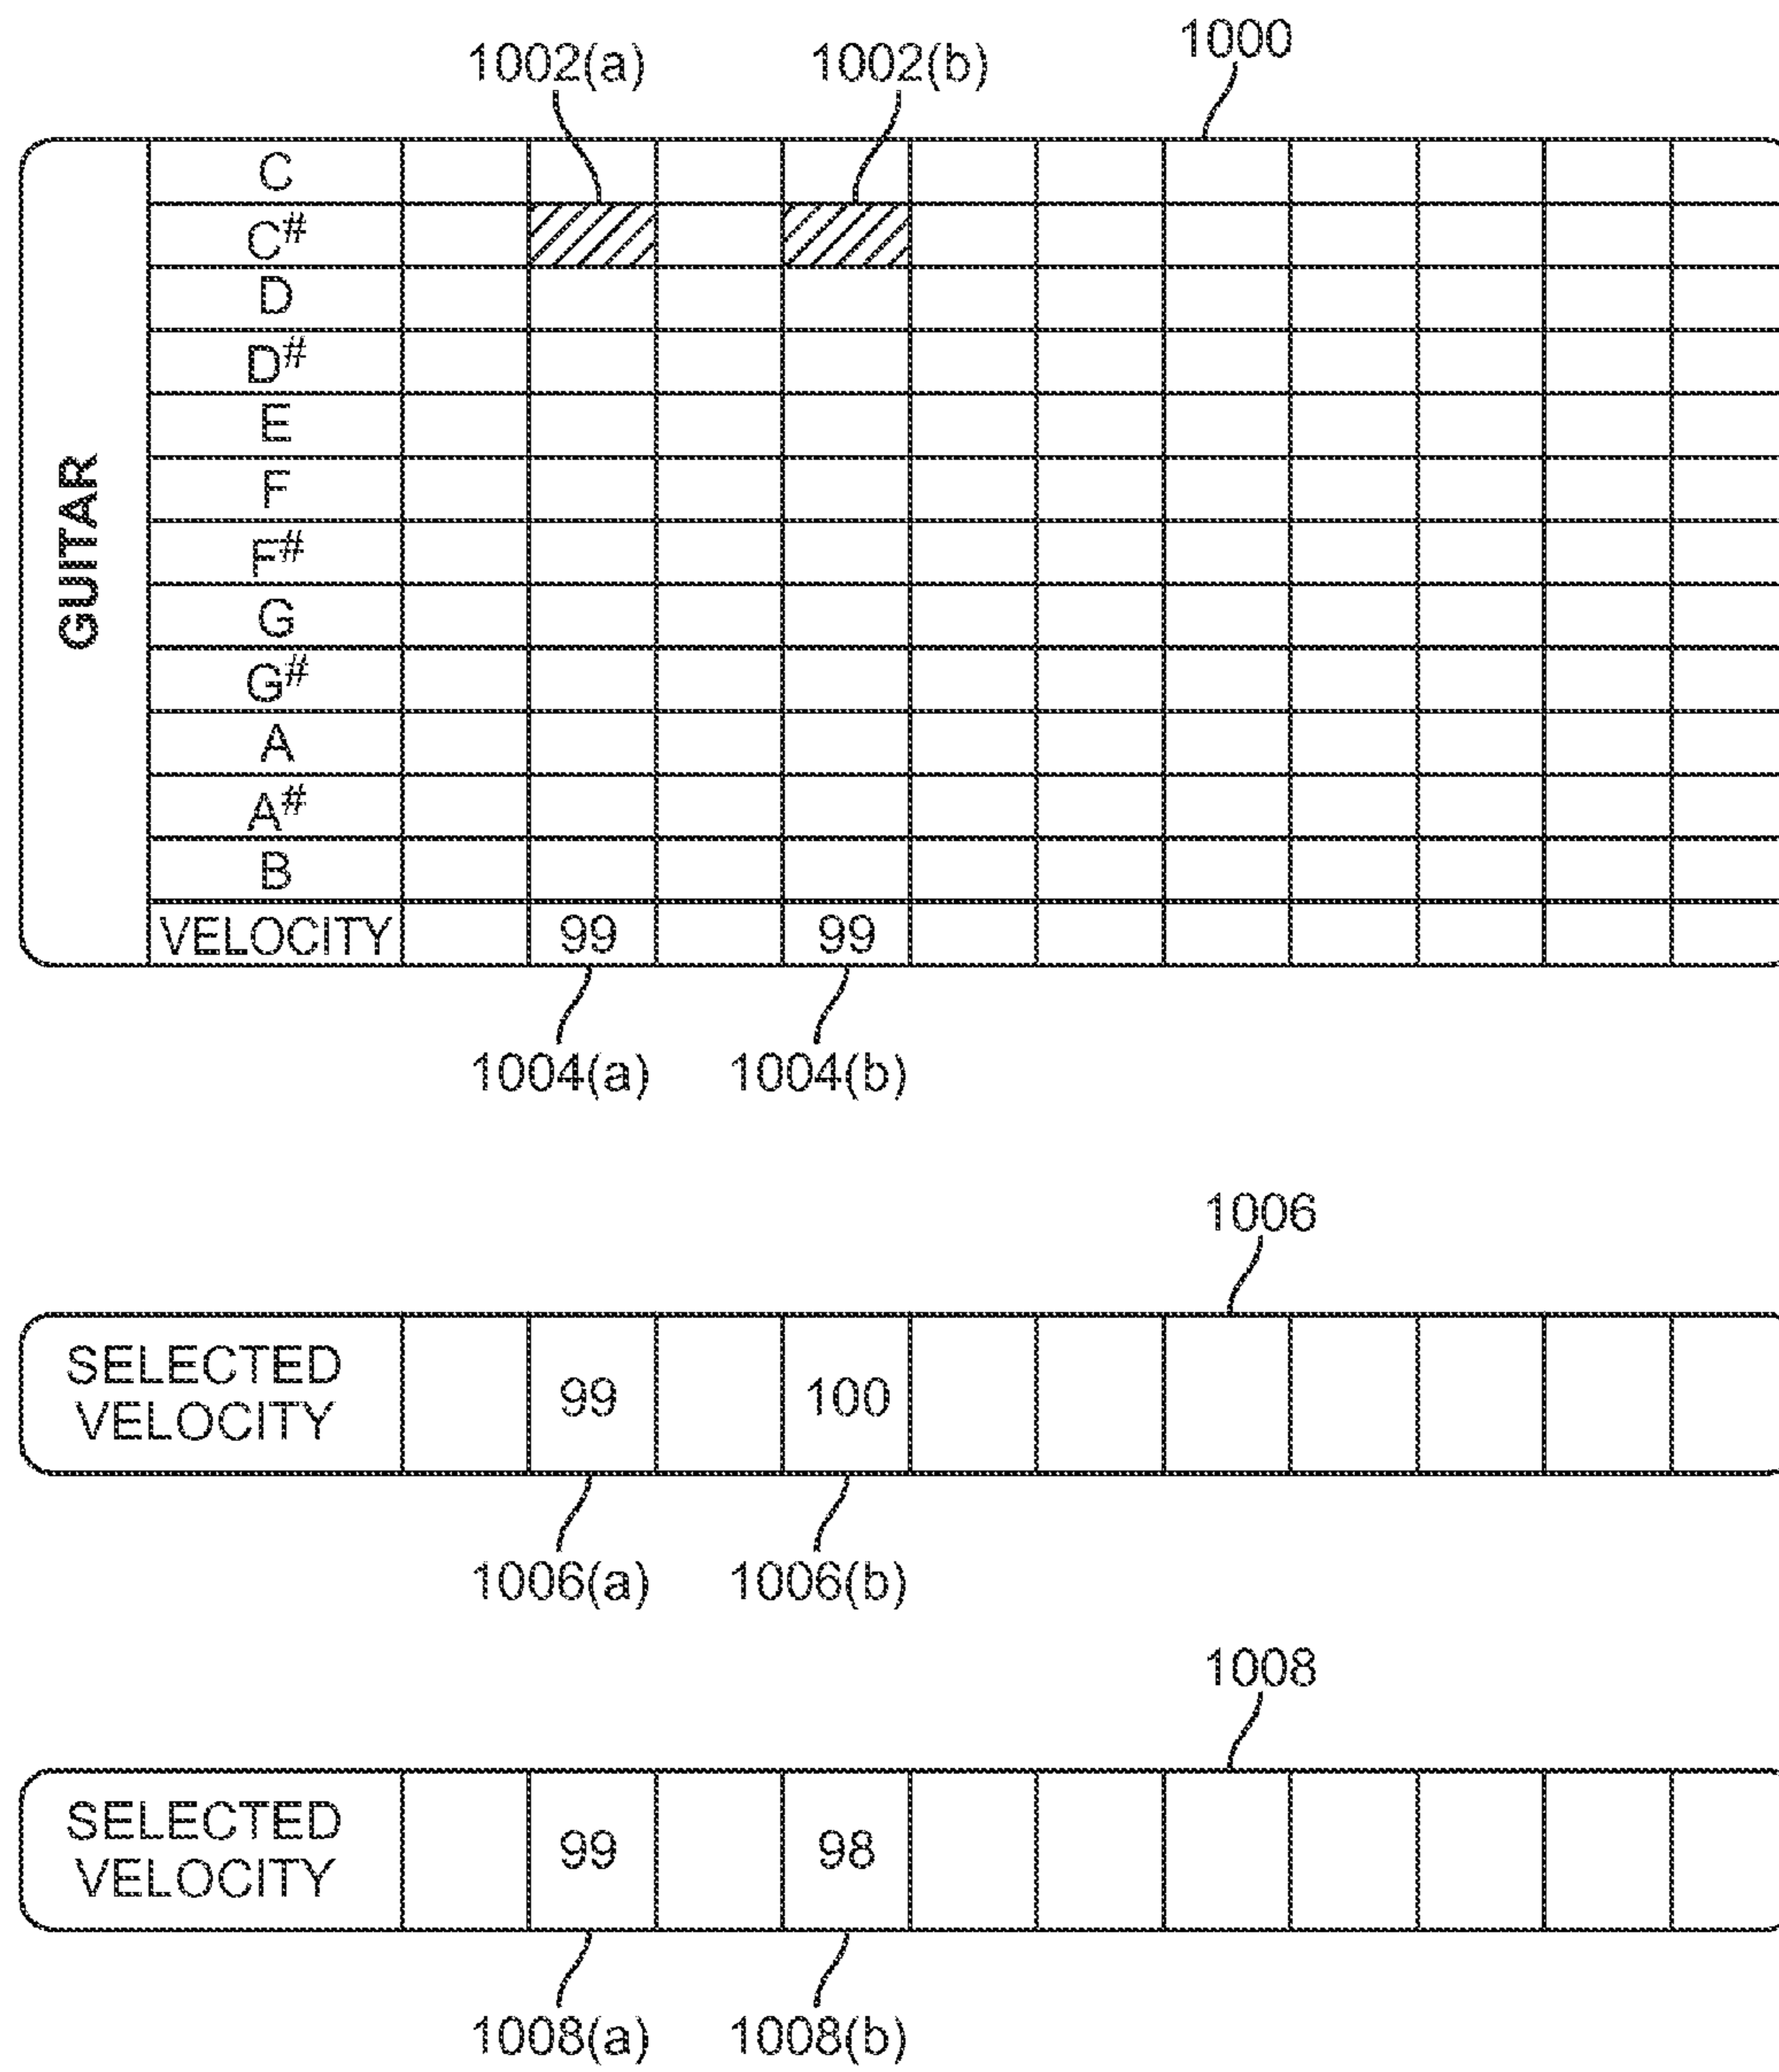 1002(a) 1002(b) 1000
GUITAR
C
C#
D
D#
E
F
F#
G
G#
A
A#
B
VELOCITY 99 99
1004(a) 1004(b)
1006
SELECTED
VELOCITY
99 100
1006(a) 1006(b)
1008
SELECTED
VELOCITY
99 98
1008(a) 1008(b)